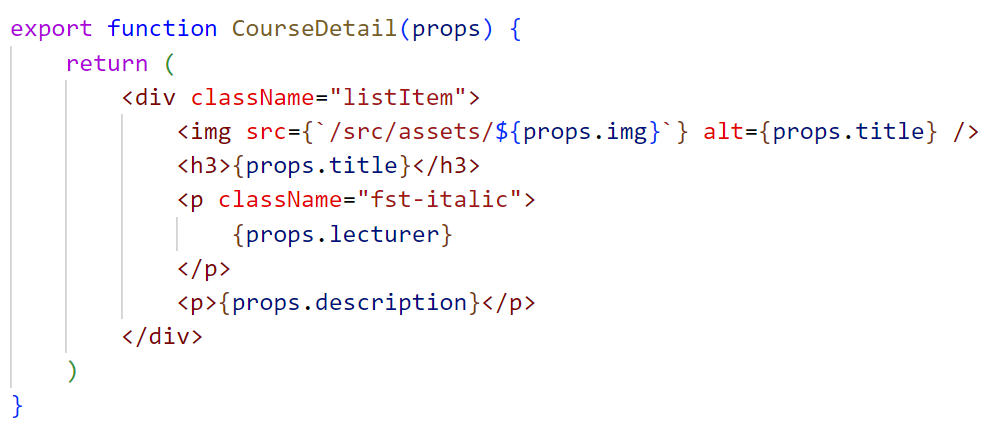 export function CourseDetail(props) {
    return (
        <div className="listItem">
            <img src={`/src/assets/${props.img}`} alt={props.title} />
            <h3>{props.title}</h3>
            <p className="fst-italic">
                {props.lecturer}
            </p>
            <p>{props.description}</p>
        </div>
    )
}